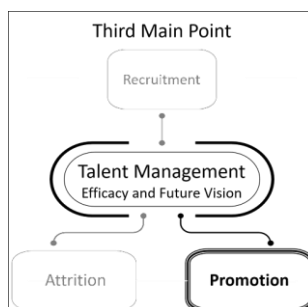 Third Main Point
Recruitment
Talent Management
Efficacy and Future Vision
Attrition
Promotion